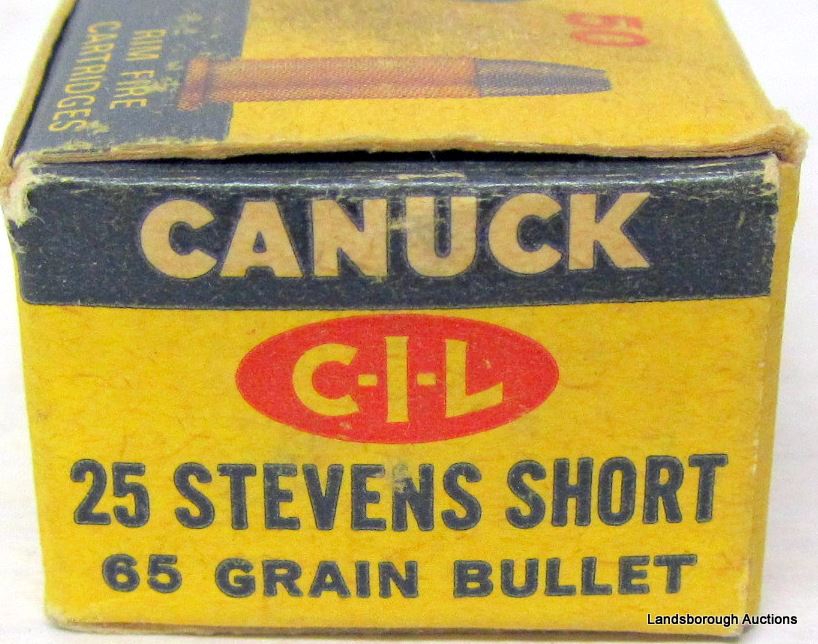 50
RIM FIRE
CARTRIDGES
CANUCK
C-I-L
25 STEVENS SHORT
65 GRAIN BULLET
Landsborough Auctions